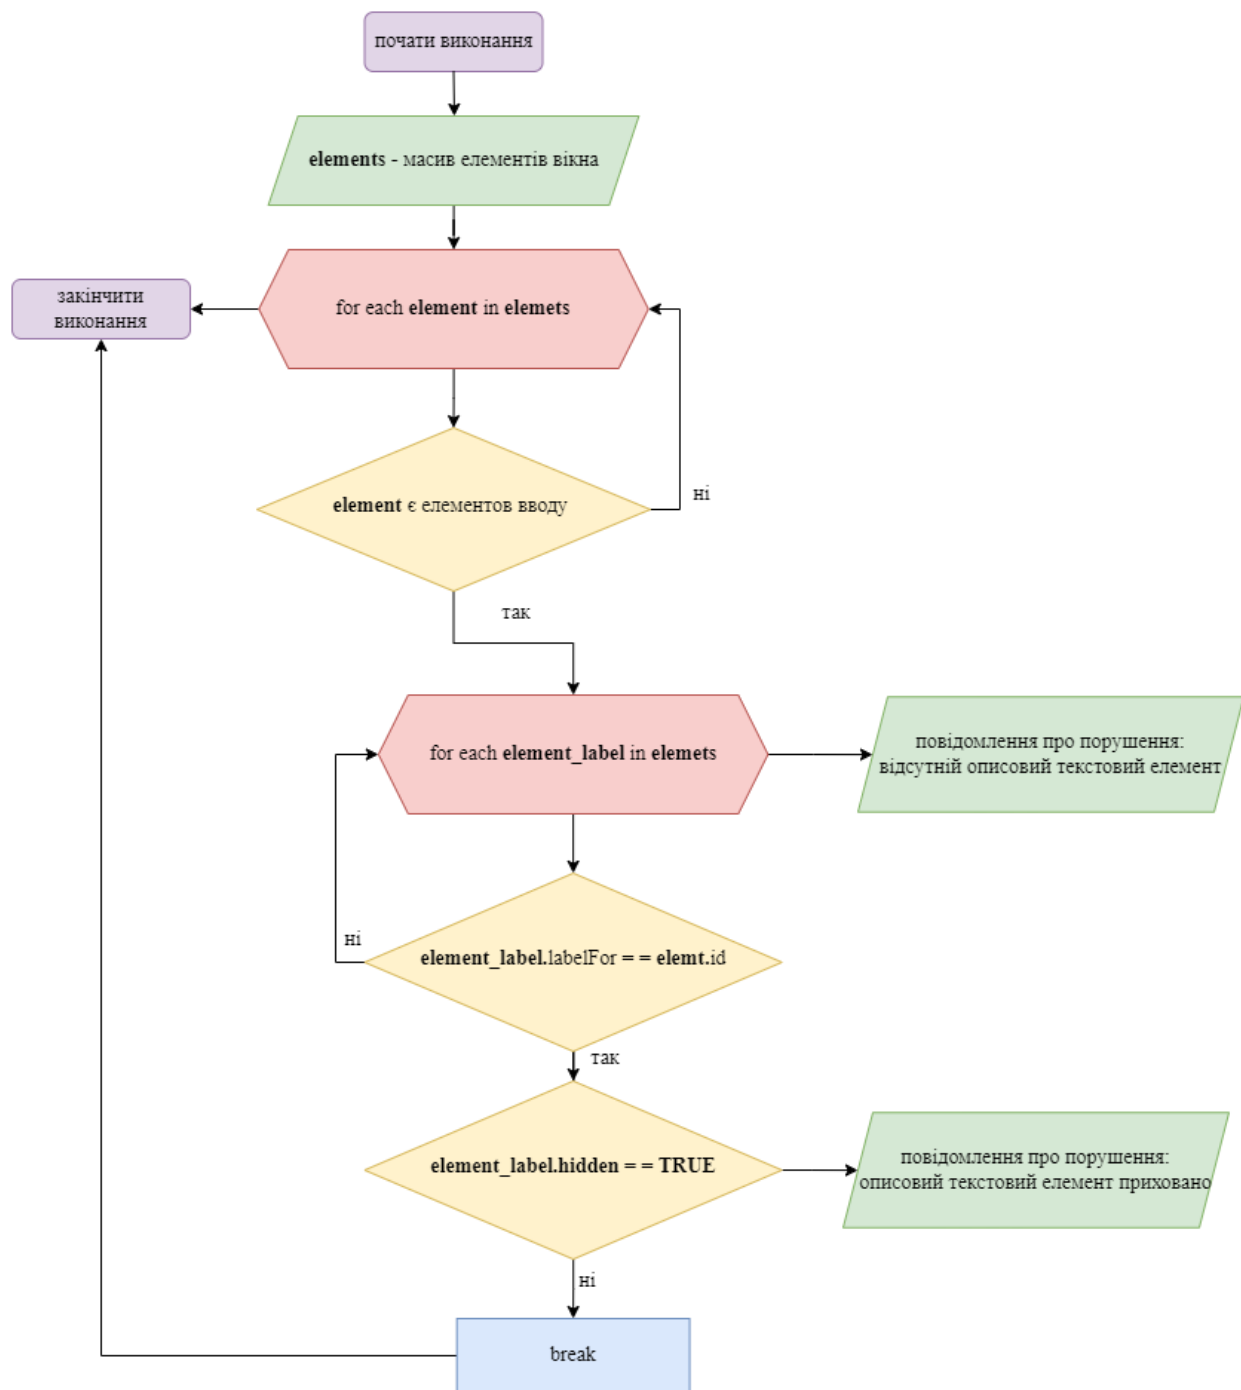 почати виконання
elements - масив елементів вікна
for each element in elemets
закінчити
виконання
element є елементов вводу
ні
так
for each element_label in elemets
повідомлення про порушення:
відсутній описовий текстовий елемент
ні
element_label.labelFor = = elemt.id
так
element_label.hidden = = TRUE
повідомлення про порушення:
описовий текстовий елемент приховано
ні
break